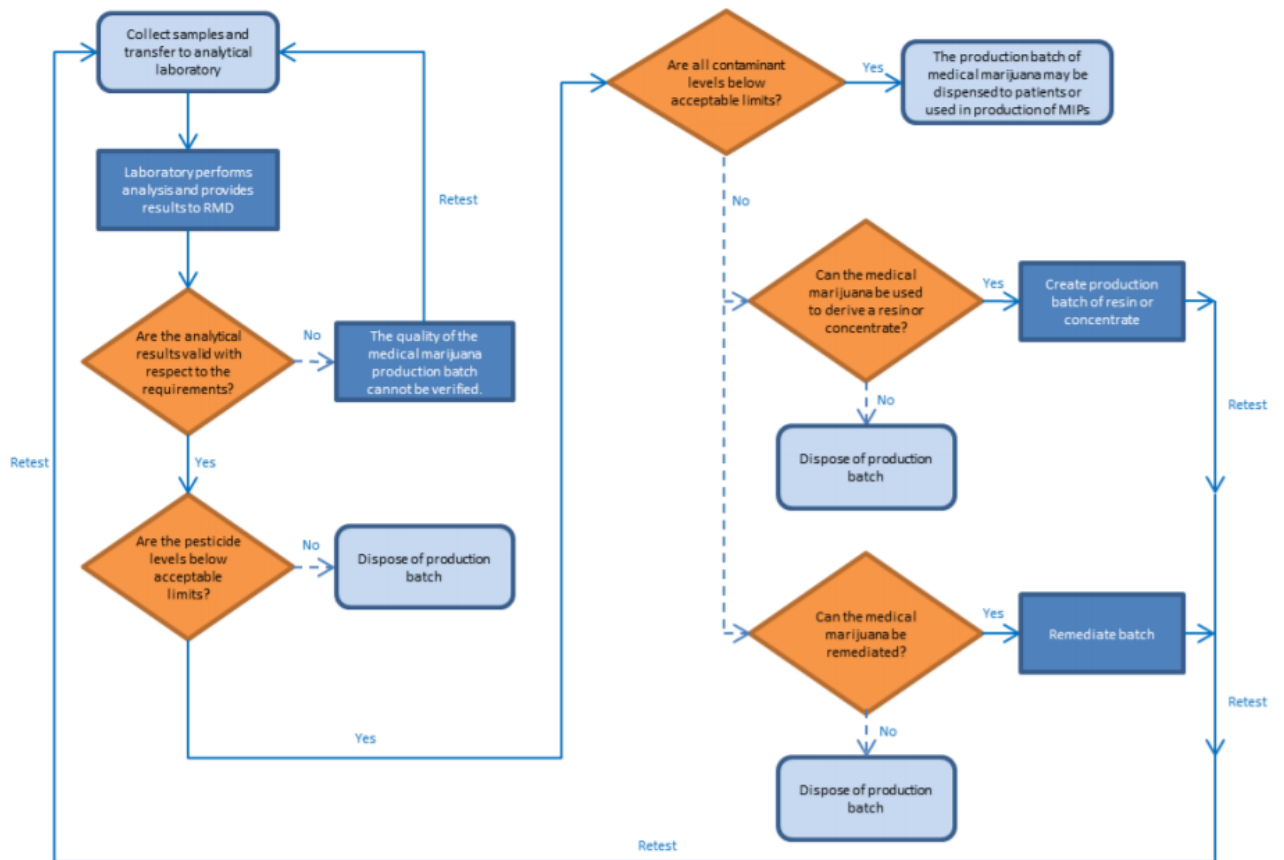 Collect samples and
transfer to analytical
laboratory
Laboratory performs
analysis and provides
results to RMD
Retest
Are the analytical
results valid with
respect to the
requirements?
No
The quality of the
medical marijuana
production batch
cannot be verified.
Retest
Yes
Are the pesticide
levels below
acceptable
limits?
No
Dispose of production
batch
Yes
Are all contaminant
levels below
acceptable limits?
Yes
The production batch of
medical marijuana may be
dispensed to patients or
used in production of MIPs
No
Can the medical
marijuana be used
to derive a resin or
concentrate?
Yes
Create production
batch of resin or
concentrate
Retest
No
Dispose of production
batch
Can the medical
marijuana be
remediated?
Yes
Remediate batch
Retest
No
Dispose of production
batch
Retest